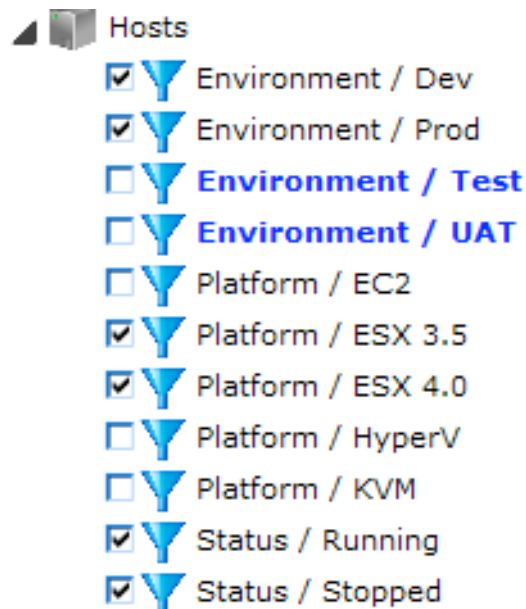 Hosts
Environment / Dev
Environment / Prod
Environment / Test
Environment / UAT
Platform / EC2
Platform / ESX 3.5
Platform / ESX 4.0
Platform / HyperV
Platform / KVM
Status / Running
Status / Stopped